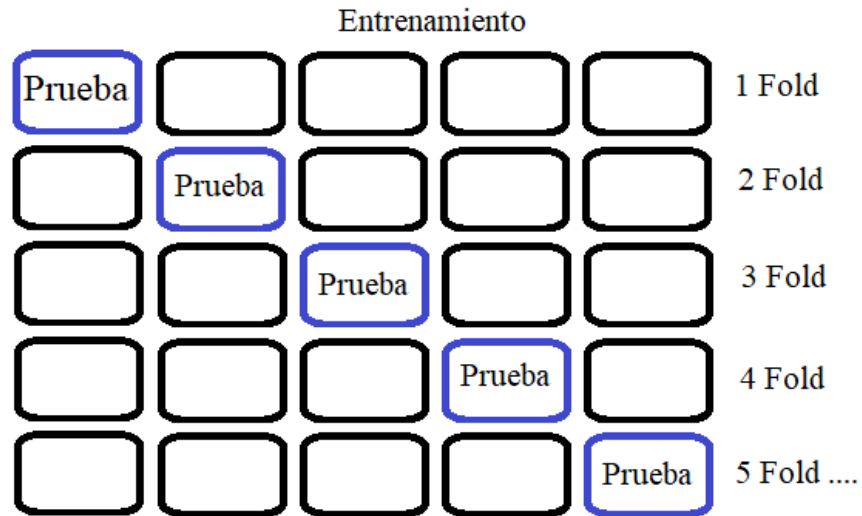 Entrenamiento
Prueba 1 Fold
Prueba 2 Fold
Prueba 3 Fold
Prueba 4 Fold
Prueba 5 Fold ....